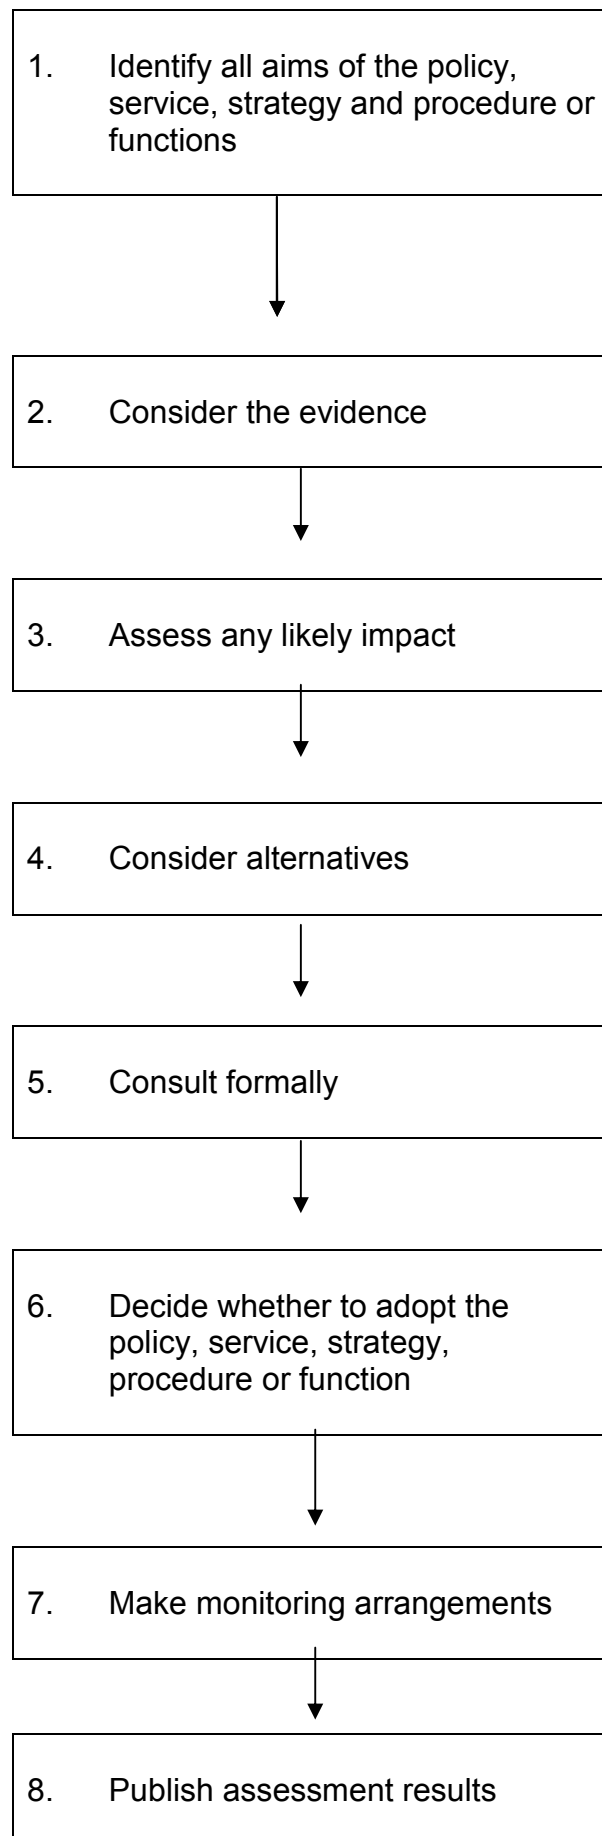 1. Identify all aims of the policy,
service, strategy and procedure or
functions
2. Consider the evidence
3. Assess any likely impact
4. Consider alternatives
5. Consult formally
6. Decide whether to adopt the
policy, service, strategy,
procedure or function
7. Make monitoring arrangements
8. Publish assessment results